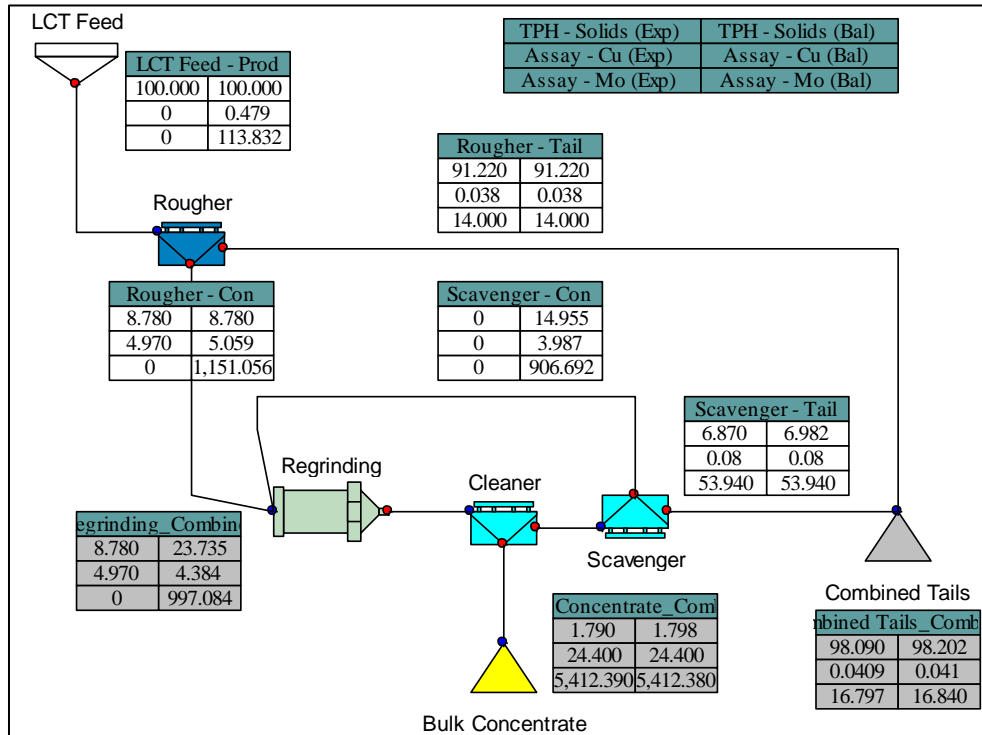 LCT Feed
TPH - Solids (Exp) TPH - Solids (Bal)
Assay - Cu (Exp) Assay - Cu (Bal)
Assay - Mo (Exp) Assay - Mo (Bal)
LCT Feed - Prod
100.000 100.000
0 0.479
0 113.832
Rougher - Tail
91.220 91.220
0.038 0.038
14.000 14.000
Rougher
Rougher - Con
8.780 8.780
4.970 5.059
0 1,151.056
Scavenger - Con
0 14.955
0 3.987
0 906.692
Scavenger - Tail
6.870 6.982
0.08 0.08
53.940 53.940
Regrinding
Cleaner
Scavenger
egrinding_Combine
8.780 23.735
4.970 4.384
0 997.084
Concentrate_Com
1.790 1.798
24.400 24.400
5,412.390 5,412.380
Bulk Concentrate
Combined Tails
nbined Tails_Comb
98.090 98.202
0.0409 0.041
16.797 16.840